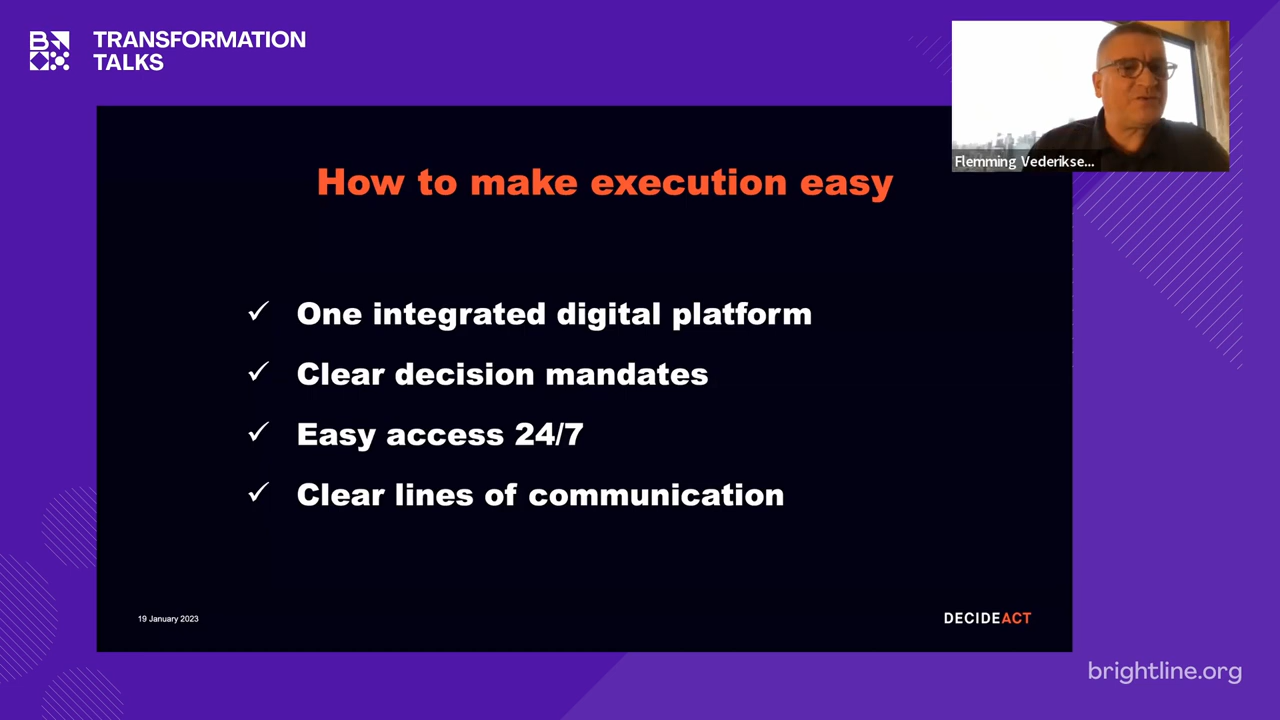 TRANSFORMATION
TALKS
Flemming Vederikse...
How to make execution easy
✓ One integrated digital platform
✓ Clear decision mandates
✓ Easy access 24/7
✓ Clear lines of communication
19 January 2023
DECIDEACT
brightline.org